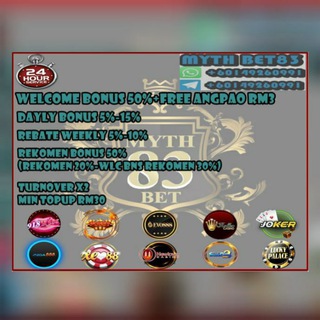 24
HOUR
MYTH BET83
+60149260991
+60149260991
WELCOME BONUS 50%+FREE ANGPAO RM3
DAYLY BONUS 5%-15%
REBATE WEEKLY 5%-10%
REKOMEN BONUS 50%
(REKOMEN 20%-WLC BNS REKOMEN 30%)
TURNOVER X2
MIN TOPUP RM30
MYTH
83
BET
JOKER
LUCKY
PALACE